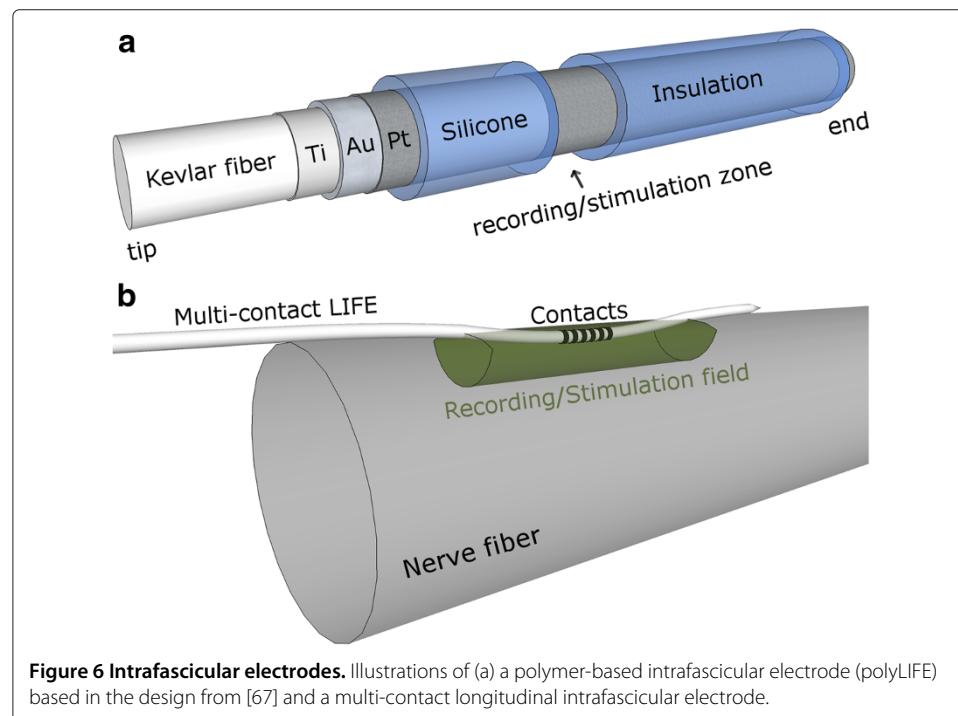 a
Kevlar fiber
Ti
Au
Pt
Silicone
Insulation
end
recording/stimulation zone
tip
b
Multi-contact LIFE
Contacts
Recording/Stimulation field
Nerve fiber
Figure 6 Intrafascicular electrodes. Illustrations of (a) a polymer-based intrafascicular electrode (polyLIFE)
based in the design from [67] and a multi-contact longitudinal intrafascicular electrode.